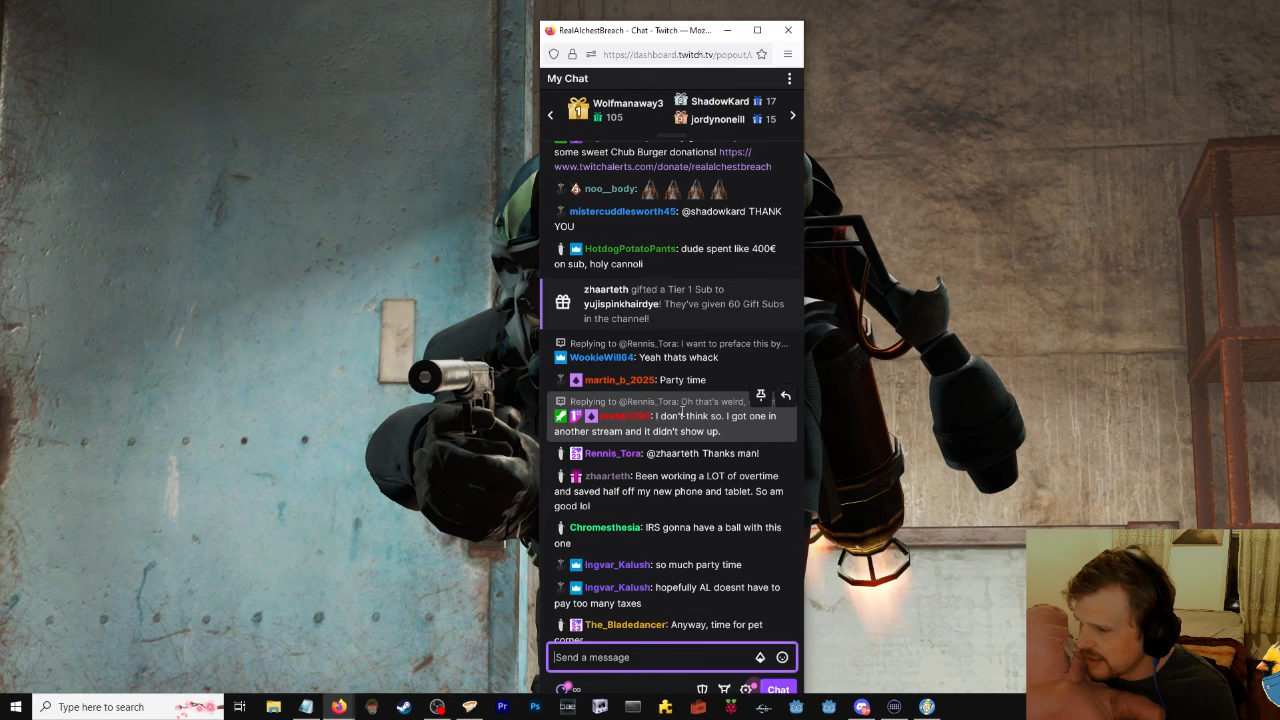 RealAlchestBreach - Chat - Twitch — Moz...
https://dashboard.twitch.tv/popout/
My Chat
1 Wolfmanaway3
105
2 ShadowKard 17
3 jordynoneill 15
some sweet Chub Burger donations! https://
www.twitchalerts.com/donate/realalchestbreach
noo__body:
mistercuddlesworth45: @shadowkard THANK
YOU
HotdogPotatoPants: dude spent like 400€
on sub, holy cannoli
zhaarteth gifted a Tier 1 Sub to
yujispinkhairdye! They've given 60 Gift Subs
in the channel!
Replying to @Rennis_Tora: I want to preface this by...
WookieWill64: Yeah thats whack
martin_b_2025: Party time
Replying to @Rennis_Tora: Oh that's weird,
: I don't think so. I got one in
another stream and it didn't show up.
Rennis_Tora: @zhaarteth Thanks man!
zhaarteth: Been working a LOT of overtime
and saved half off my new phone and tablet. So am
good lol
Chromesthesia: IRS gonna have a ball with this
one
Ingvar_Kalush: so much party time
Ingvar_Kalush: hopefully AL doesnt have to
pay too many taxes
The_Bladedancer: Anyway, time for pet
corner
Send a message
∞
Chat
Type here to search
Pr
Ps
bae